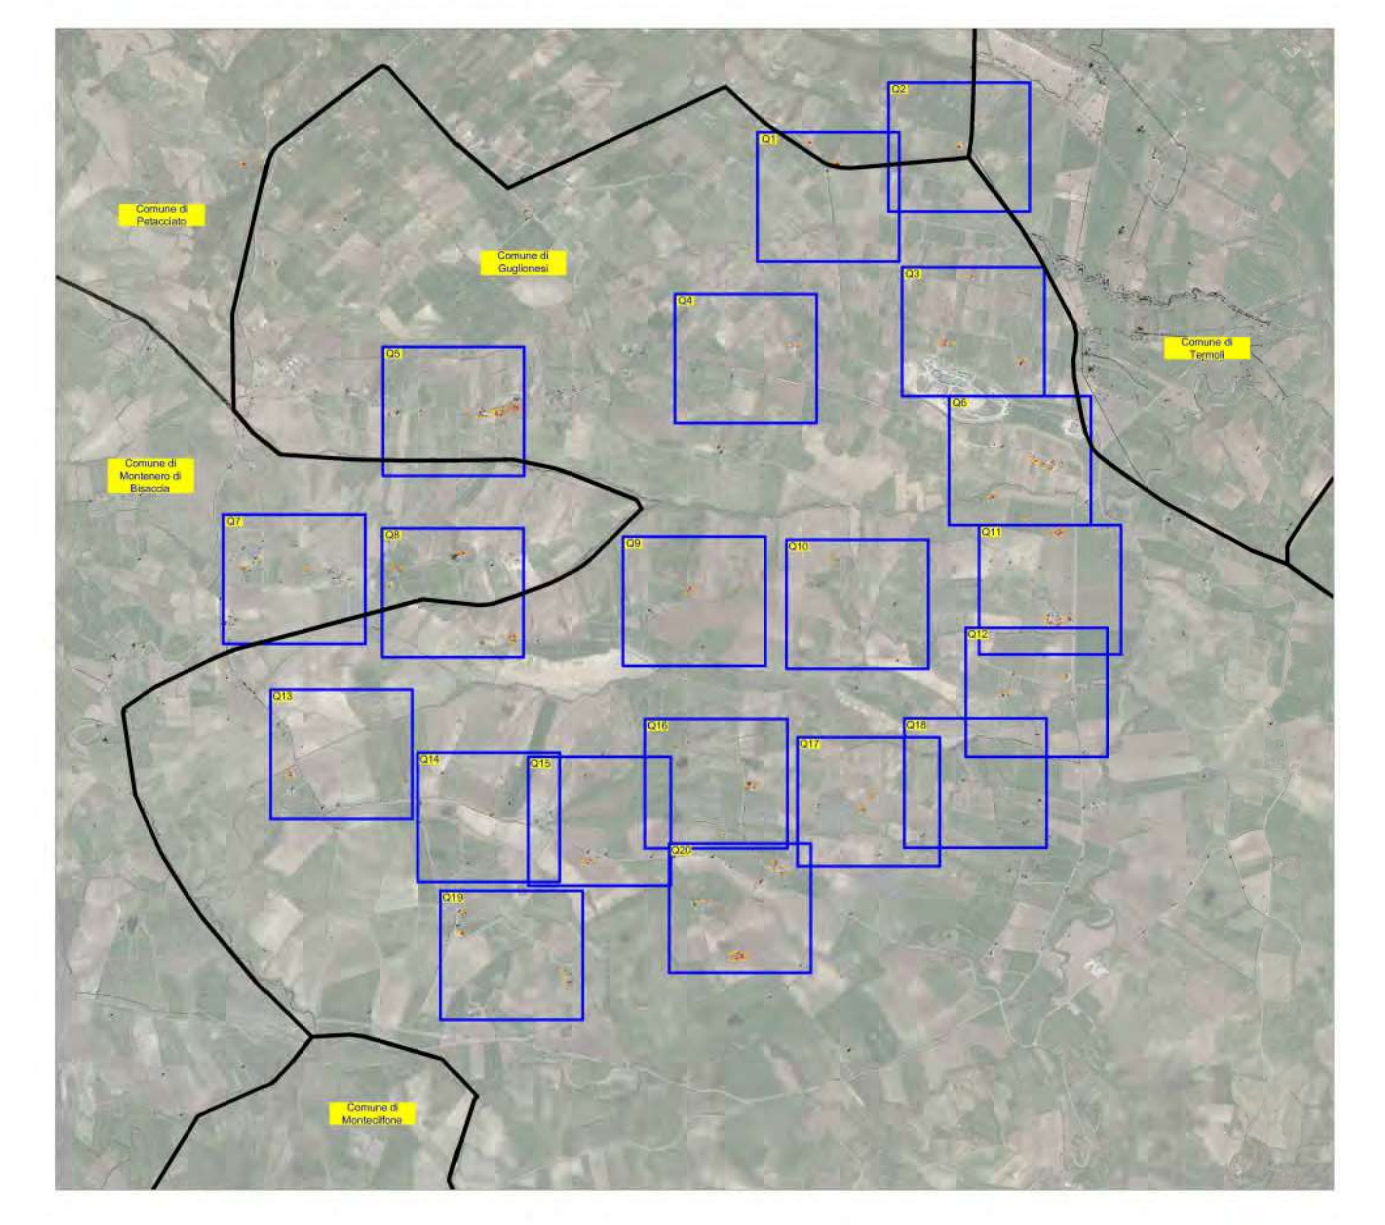 Q2
Q1
Comune di
Petacciato
Comune di
Guglionesi
Q3
Q4
Comune di
Termoli
Q5
Q6
Comune di
Montenero di
Bisaccia
Q7
Q8
Q9
Q10
Q11
Q12
Q13
Q14
Q15
Q16
Q17
Q18
Q20
Q19
Comune di
Montecilfone